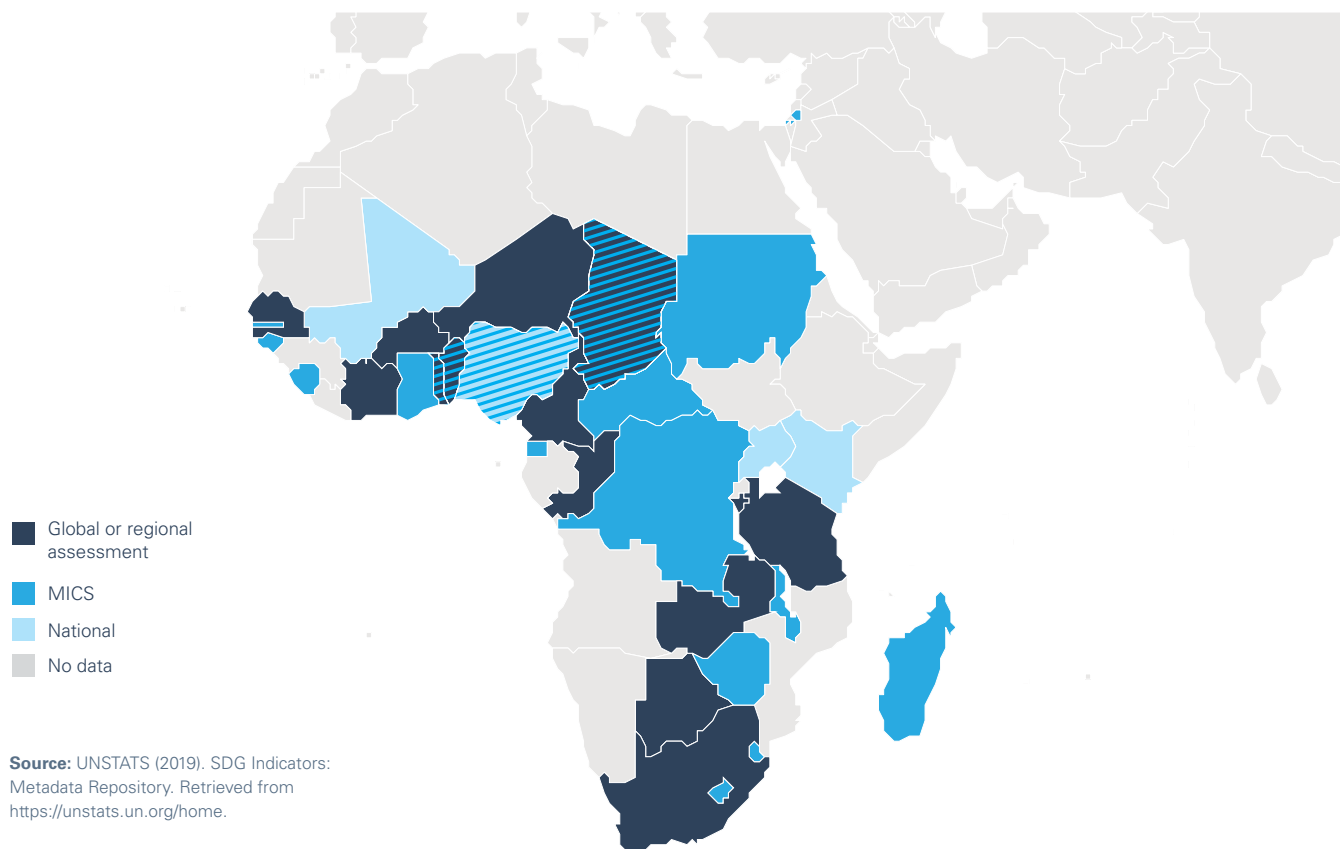 Global or regional
assessment
MICS
National
No data
Source: UNSTATS (2019). SDG Indicators:
Metadata Repository. Retrieved from
https://unstats.un.org/home.